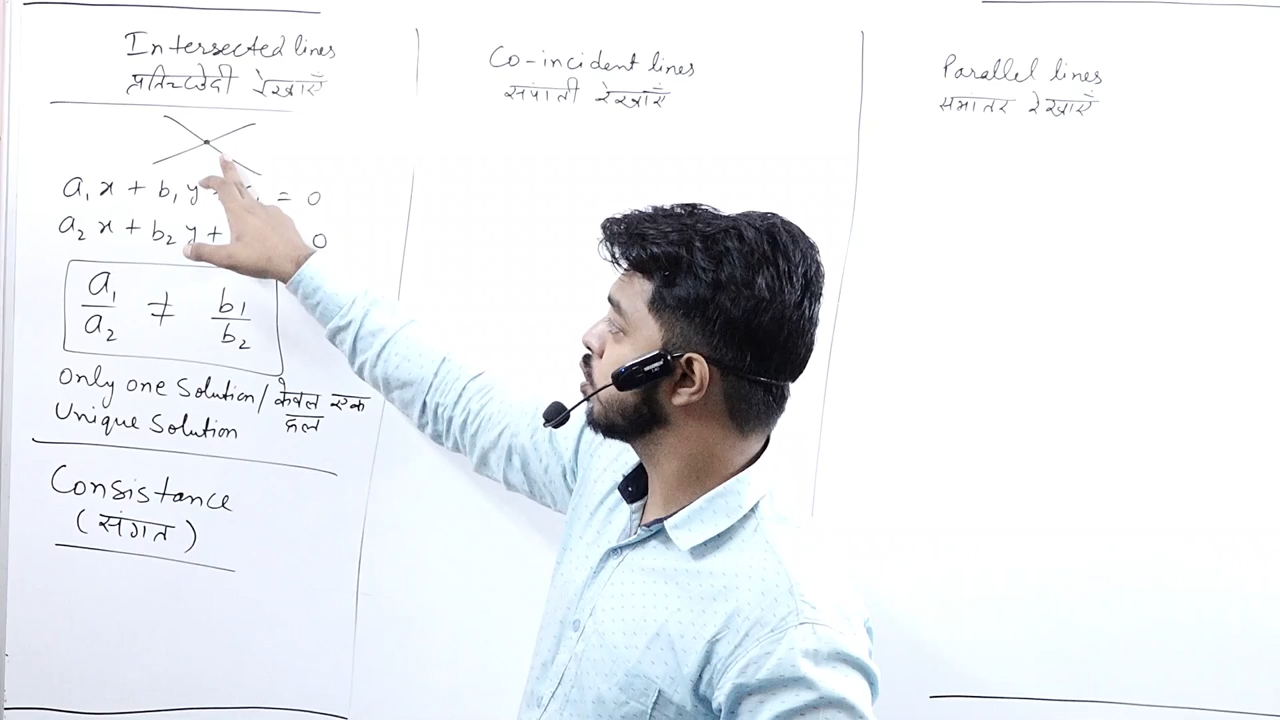 Intersected lines
प्रतिच्छेदी रेखाएँ
a₁ x + b₁ y = 0
a₂ x + b₂ y + 0
a₁/a₂ ≠ b₁/b₂
Only one Solution / केवल एक हल
Unique Solution
Consistance
(संगत)
Co-incident lines
संपाती रेखाएँ
Parallel lines
समांतर रेखाएँ